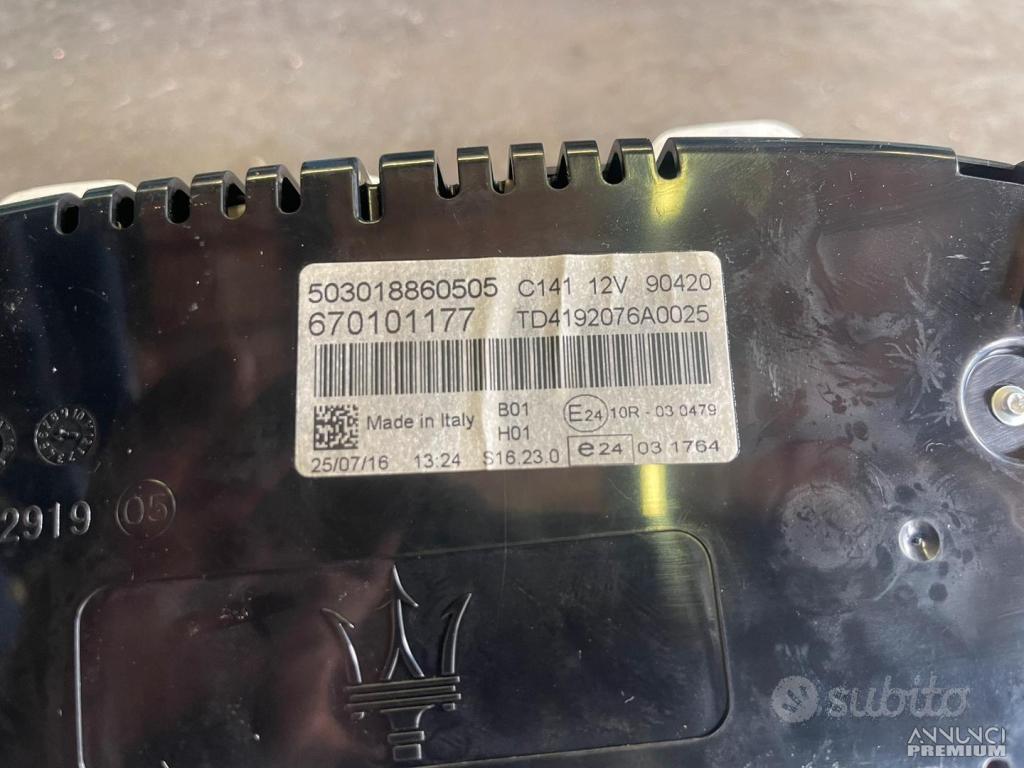 503018860505 C141 12V 90420
670101177 TD4192076A0025
Made in Italy B01 E24 10R - 03 0479
H01
25/07/16 13:24 S16.23.0 e24 03 1764
2919 05
subito
ANNUNCI
PREMIUM